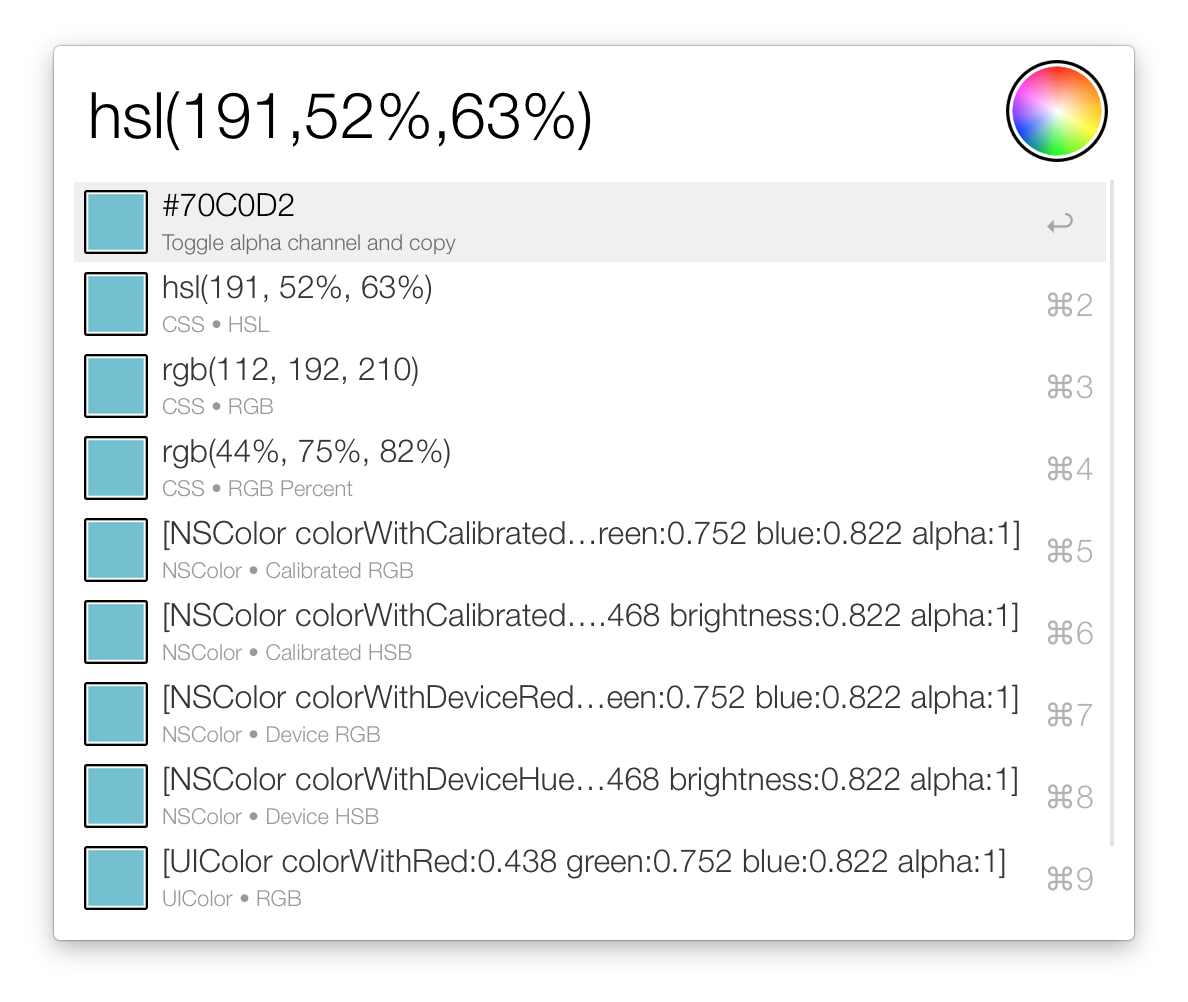 hsl(191,52%,63%)
#70C0D2
Toggle alpha channel and copy
hsl(191, 52%, 63%)
⌘2
CSS • HSL
rgb(112, 192, 210)
⌘3
CSS • RGB
rgb(44%, 75%, 82%)
⌘4
CSS • RGB Percent
[NSColor colorWithCalibrated…reen:0.752 blue:0.822 alpha:1]
⌘5
NSColor • Calibrated RGB
[NSColor colorWithCalibrated….468 brightness:0.822 alpha:1]
⌘6
NSColor • Calibrated HSB
[NSColor colorWithDeviceRed…een:0.752 blue:0.822 alpha:1]
⌘7
NSColor • Device RGB
[NSColor colorWithDeviceHue…468 brightness:0.822 alpha:1]
⌘8
NSColor • Device HSB
[UIColor colorWithRed:0.438 green:0.752 blue:0.822 alpha:1]
⌘9
UIColor • RGB